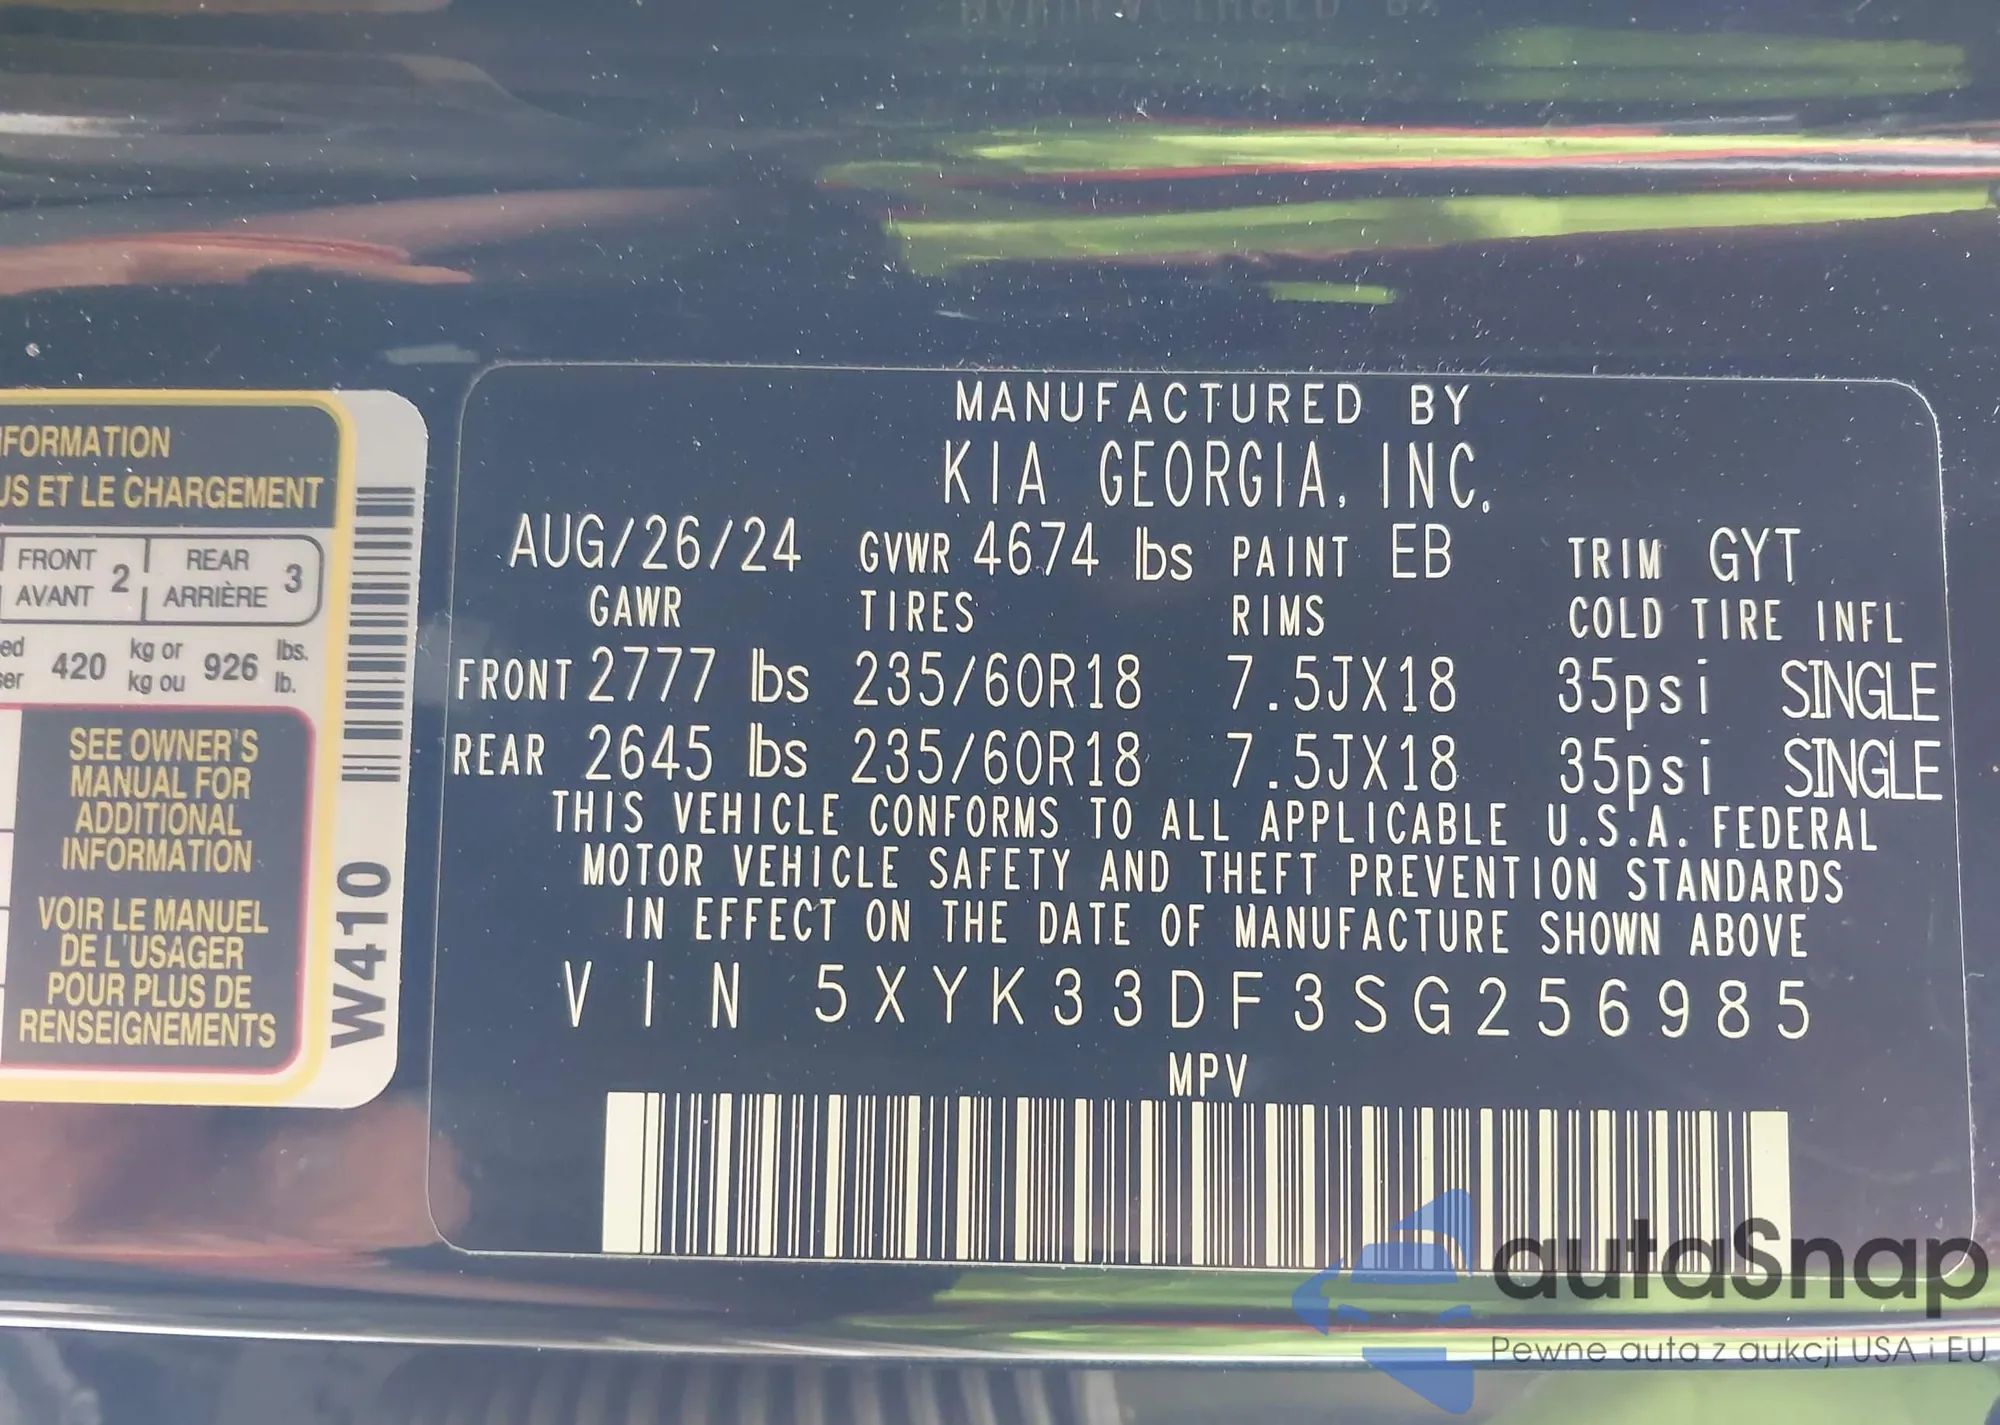 MANUFACTURED BY
KIA GEORGIA, INC.
AUG/26/24 GVWR 4674 lbs PAINT EB TRIM GYT
GAWR TIRES RIMS COLD TIRE INFL
FRONT 2777 lbs 235/60R18 7.5JX18 35psi SINGLE
REAR 2645 lbs 235/60R18 7.5JX18 35psi SINGLE
THIS VEHICLE CONFORMS TO ALL APPLICABLE U.S.A. FEDERAL
MOTOR VEHICLE SAFETY AND THEFT PREVENTION STANDARDS
IN EFFECT ON THE DATE OF MANUFACTURE SHOWN ABOVE
VIN 5XYK33DF3SG256985
MPV
FORMATION
US ET LE CHARGEMENT
FRONT 2 REAR 3
AVANT ARRIÈRE
420 kg or 926 lbs.
kg ou lb.
SEE OWNER'S
MANUAL FOR
ADDITIONAL
INFORMATION
VOIR LE MANUEL
DE L'USAGER
POUR PLUS DE
RENSEIGNEMENTS
W410
autaSnap
Pewne auta z aukcji USA i EU